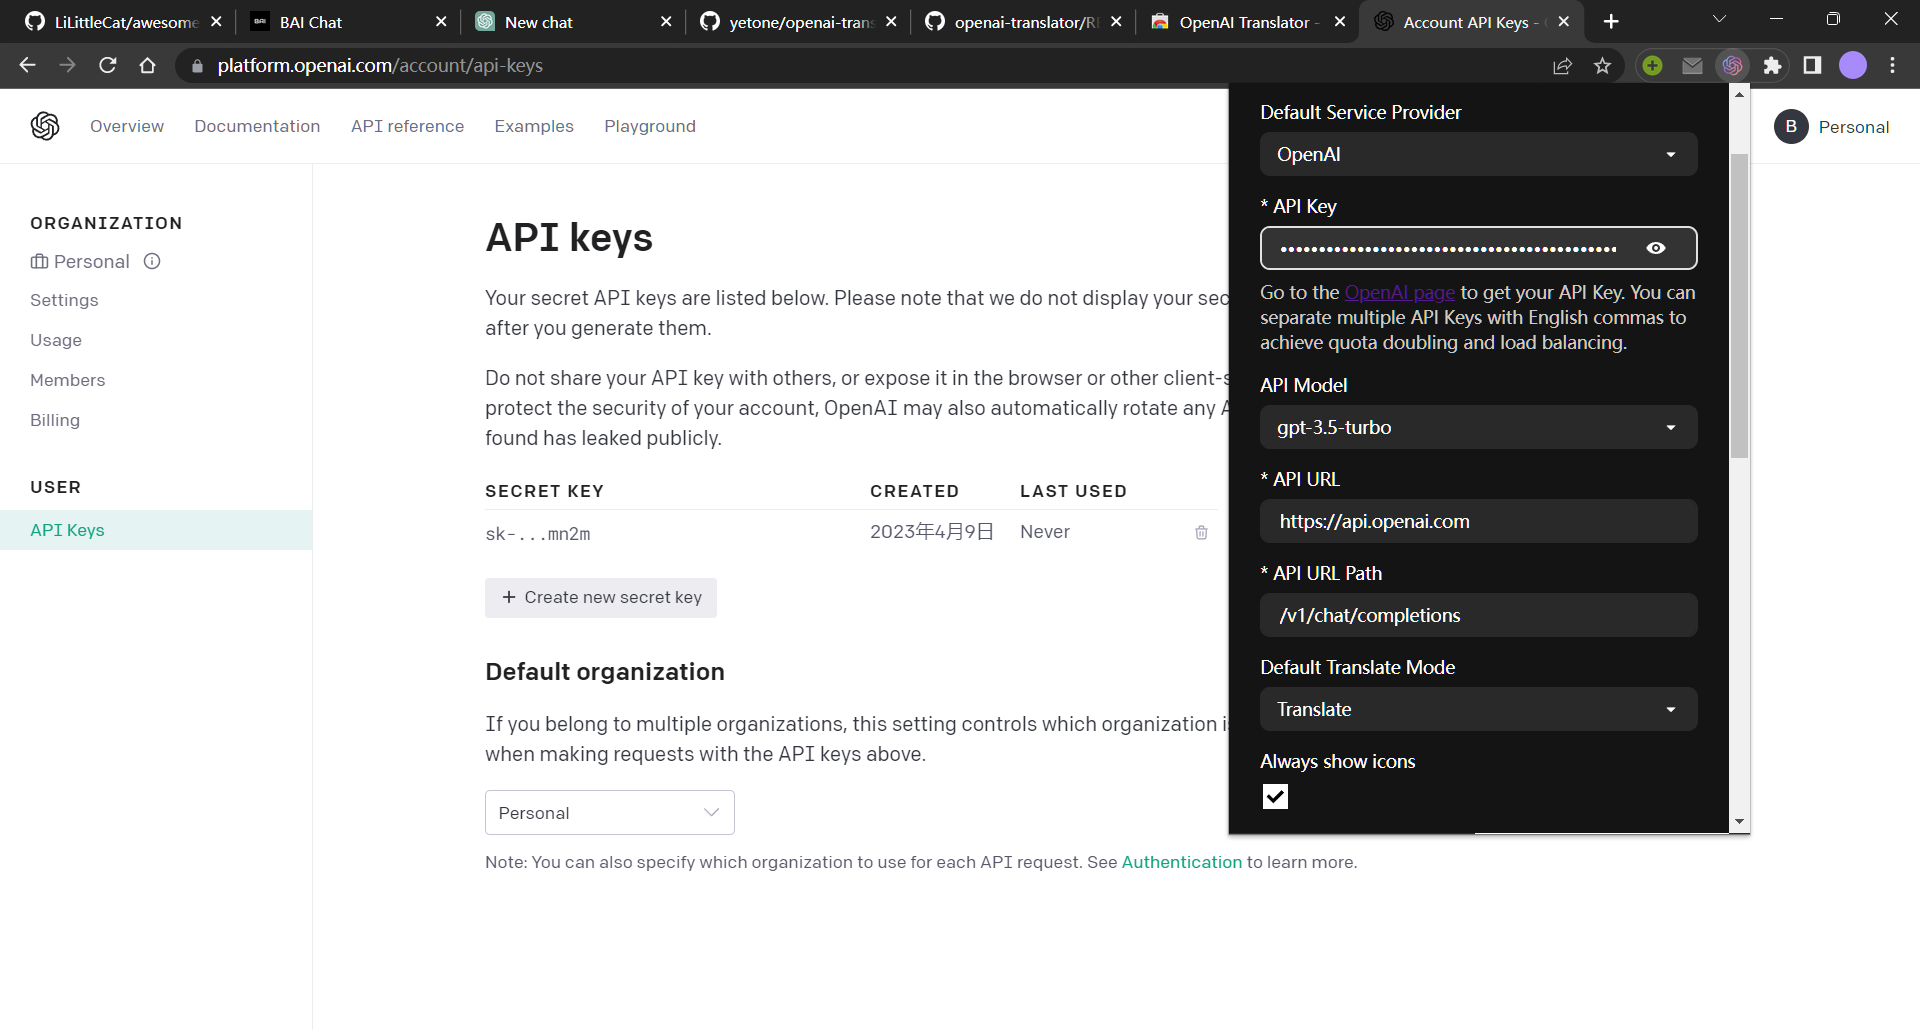 LiLittleCat/awesome
BAI Chat
New chat
yetone/openai-trans
openai-translator/RE
OpenAI Translator -
Account API Keys -
platform.openai.com/account/api-keys
Overview
Documentation
API reference
Examples
Playground
B
Personal
ORGANIZATION
Personal
Settings
Usage
Members
Billing
USER
API Keys
API keys
Your secret API keys are listed below. Please note that we do not display your sec
after you generate them.
Do not share your API key with others, or expose it in the browser or other client-s
protect the security of your account, OpenAI may also automatically rotate any A
found has leaked publicly.
SECRET KEY
CREATED
LAST USED
sk-...mn2m
2023年4月9日
Never
+ Create new secret key
Default organization
If you belong to multiple organizations, this setting controls which organization is
when making requests with the API keys above.
Personal
Note: You can also specify which organization to use for each API request. See Authentication to learn more.
Default Service Provider
OpenAI
* API Key
Go to the OpenAI page to get your API Key. You can
separate multiple API Keys with English commas to
achieve quota doubling and load balancing.
API Model
gpt-3.5-turbo
* API URL
https://api.openai.com
* API URL Path
/v1/chat/completions
Default Translate Mode
Translate
Always show icons